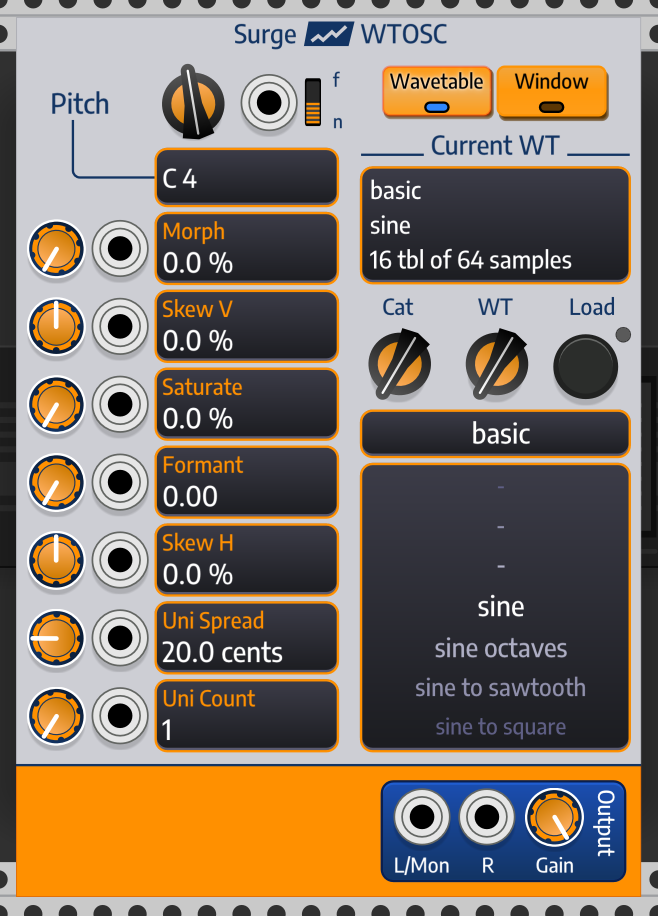 Surge WTOSC
f
n
Pitch
C 4
Morph
0.0 %
Skew V
0.0 %
Saturate
0.0 %
Formant
0.00
Skew H
0.0 %
Uni Spread
20.0 cents
Uni Count
1
Wavetable Window
Current WT
basic
sine
16 tbl of 64 samples
Cat WT Load
basic
-
-
-
sine
sine octaves
sine to sawtooth
sine to square
Output
L/Mon R Gain